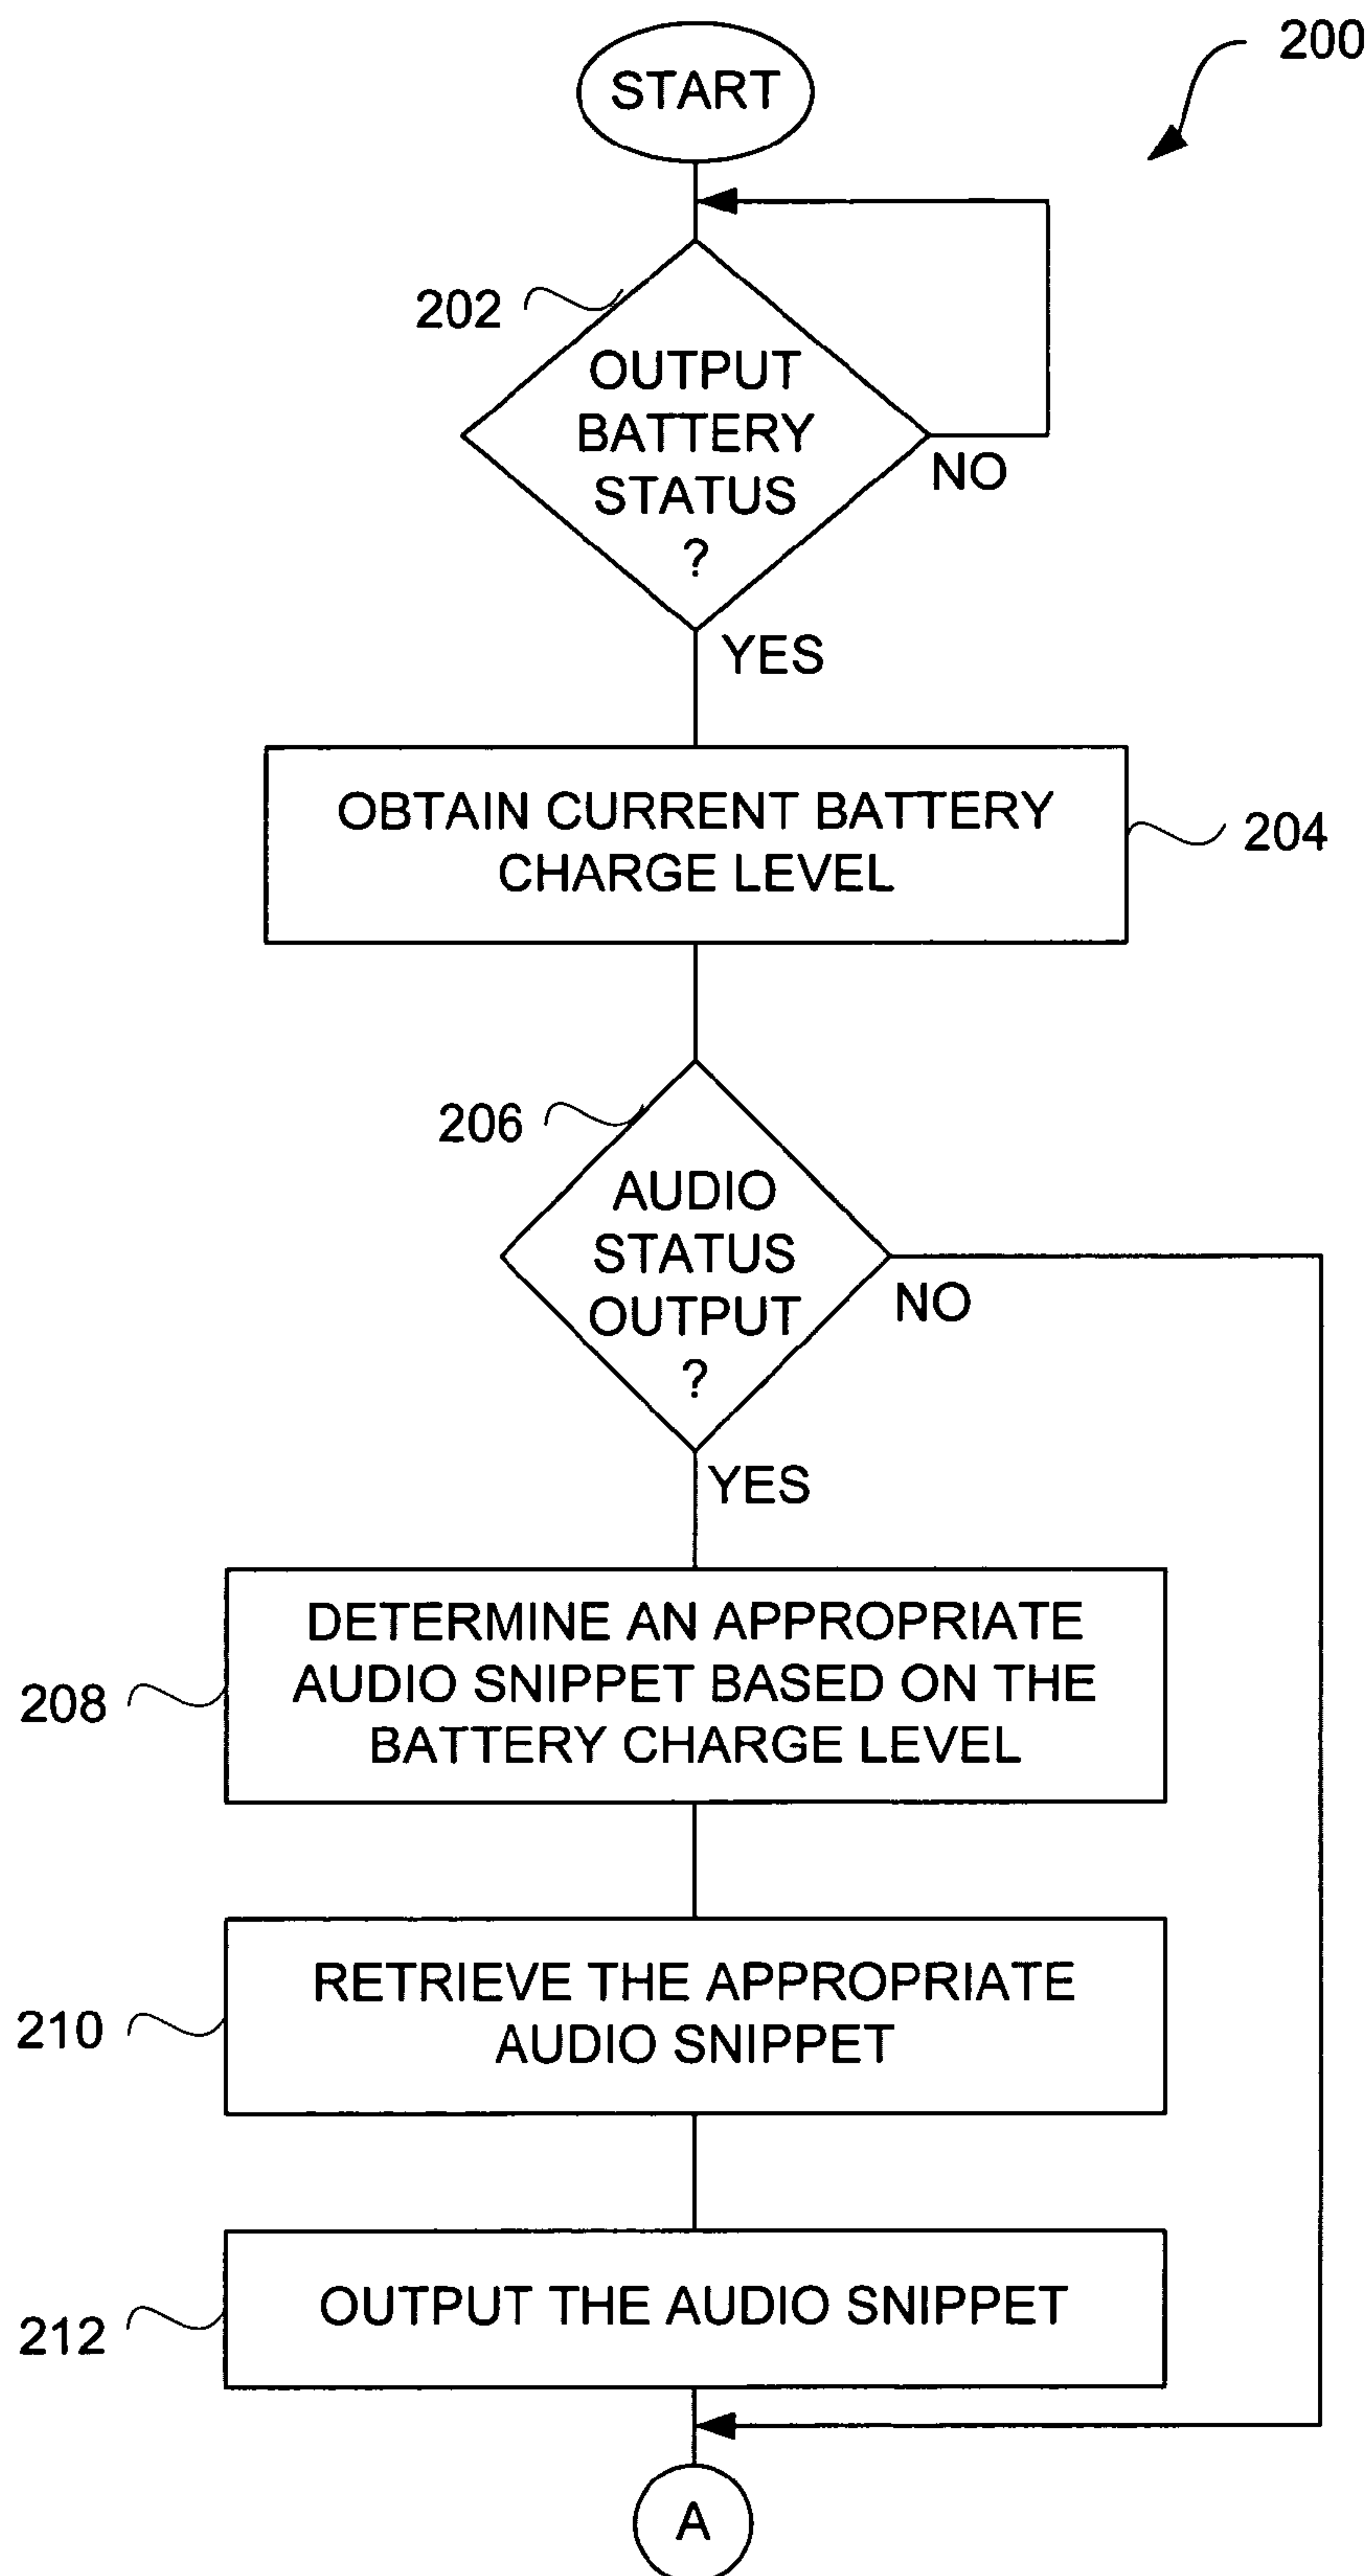 200
START
202
OUTPUT
BATTERY
STATUS
?
NO
YES
OBTAIN CURRENT BATTERY
CHARGE LEVEL
204
206
AUDIO
STATUS
OUTPUT
?
NO
YES
DETERMINE AN APPROPRIATE
AUDIO SNIPPET BASED ON THE
BATTERY CHARGE LEVEL
208
RETRIEVE THE APPROPRIATE
AUDIO SNIPPET
210
OUTPUT THE AUDIO SNIPPET
212
A